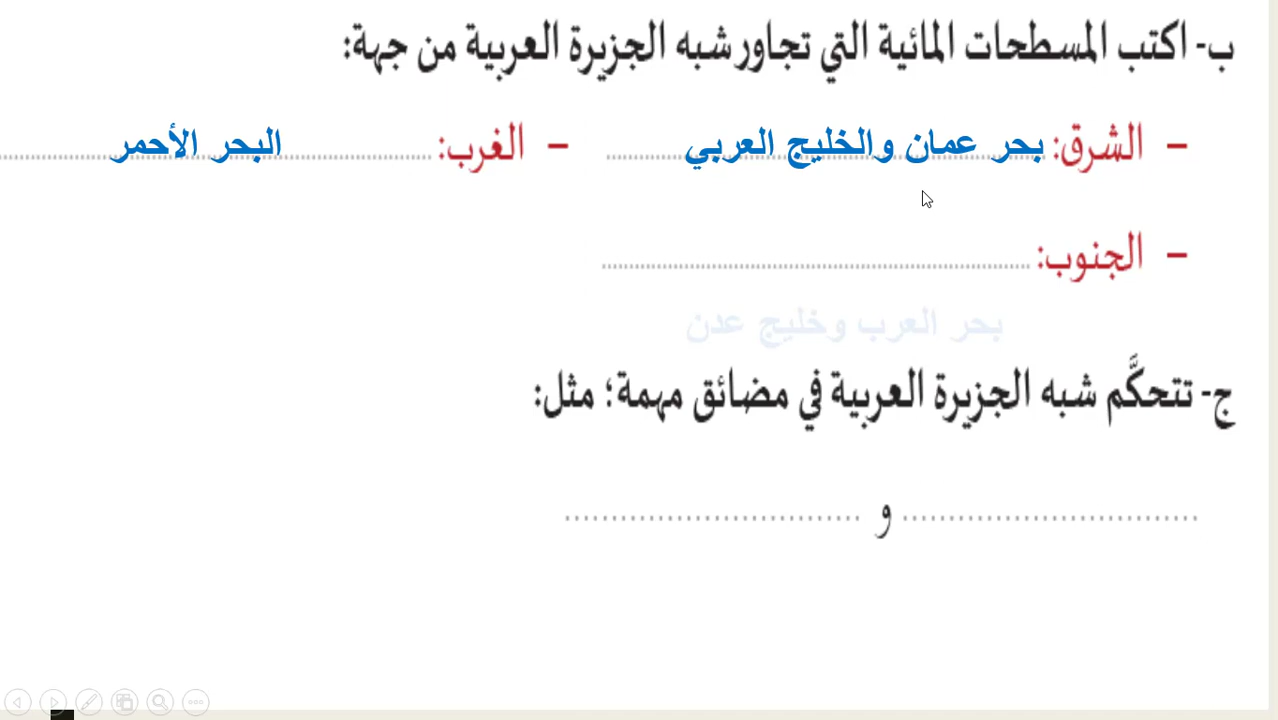 ب- اكتب المسطحات المائية التي تجاور شبه الجزيرة العربية من جهة:
- الشرق: بحر عمان والخليج العربي - الغرب: البحر الأحمر
- الجنوب:
بحر العرب وخليج عدن
ج- تتحكَّم شبه الجزيرة العربية في مضائق مهمة؛ مثل:
و